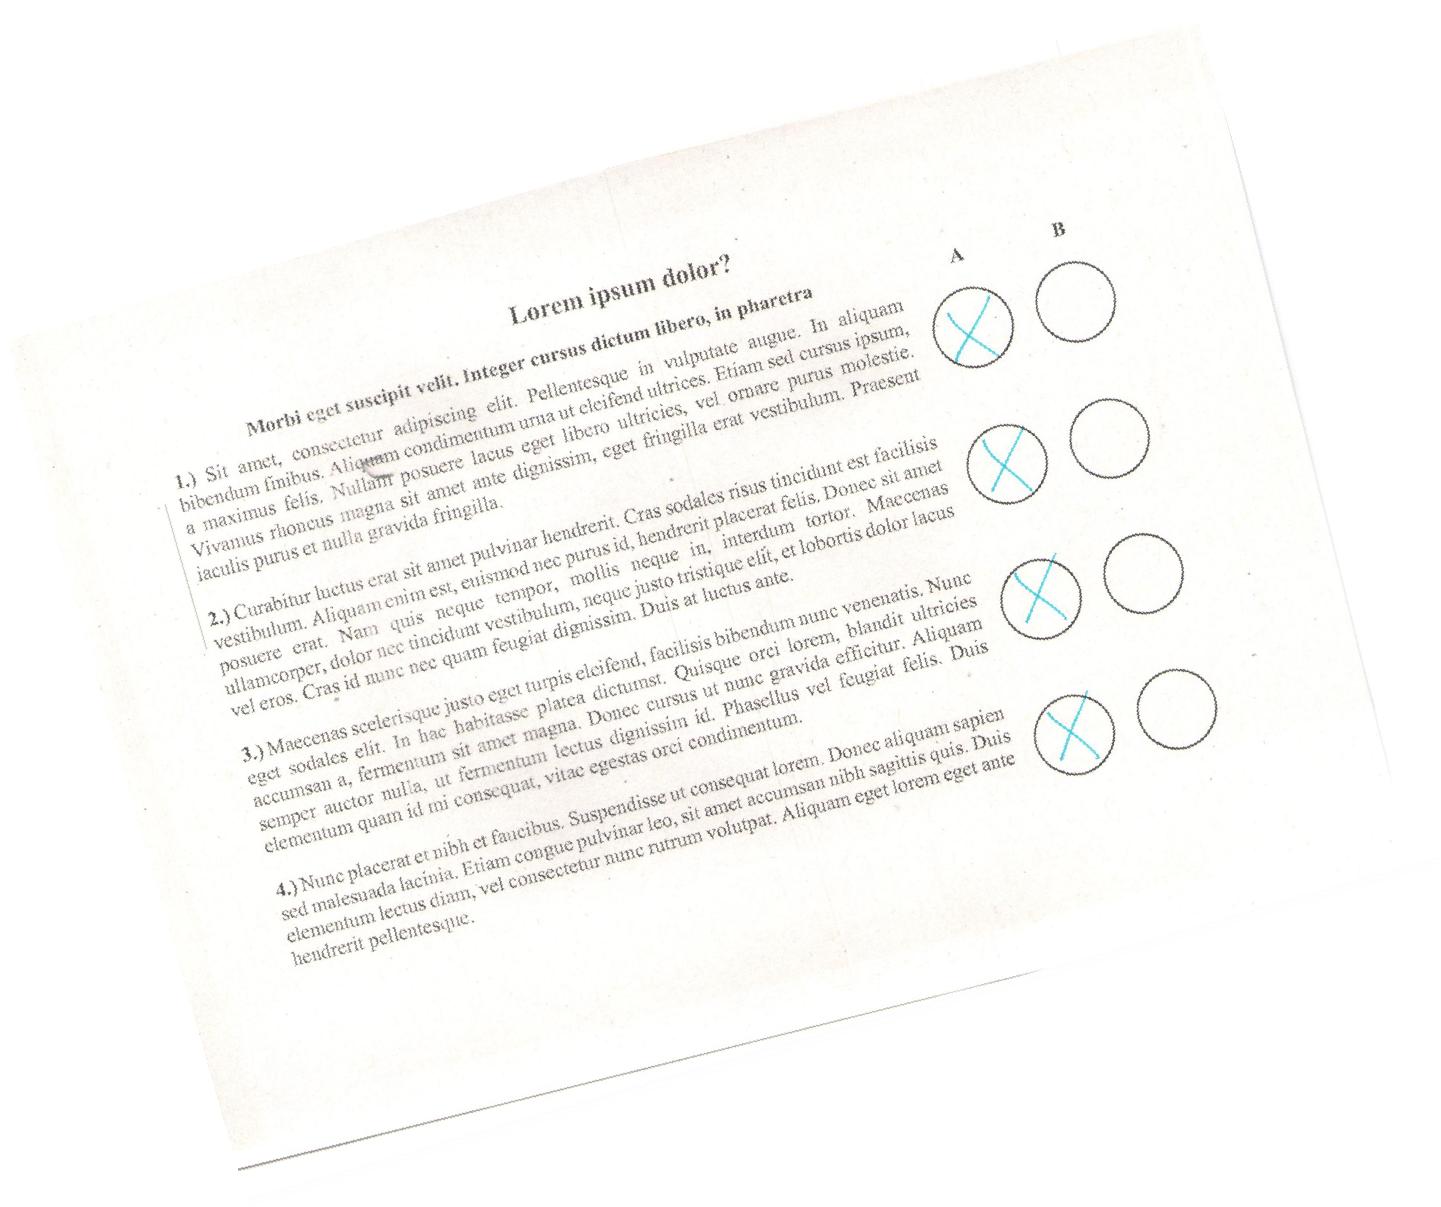 Lorem ipsum dolor?
Morbi eget suscipit velit. Integer cursus dictum libero, in pharetra
A B
1.) Sit amet, consectetur adipiscing elit. Pellentesque in vulputate augue. In aliquam
bibendum finibus. Aliquam condimentum urna ut eleifend ultrices. Etiam sed cursus ipsum,
a maximus felis. Nullam posuere lacus eget libero ultricies, vel ornare purus molestie.
Vivamus rhoncus magna sit amet ante dignissim, eget fringilla erat vestibulum. Praesent
iaculis purus et nulla gravida fringilla.
2.) Curabitur luctus erat sit amet pulvinar hendrerit. Cras sodales risus tincidunt est facilisis
vestibulum. Aliquam enim est, euismod nec purus id, hendrerit placerat felis. Donec sit amet
posuere erat. Nam quis neque tempor, mollis neque in, interdum tortor. Maecenas
ullamcorper, dolor nec tincidunt vestibulum, neque justo tristique elit, et lobortis dolor lacus
vel eros. Cras id nunc nec quam feugiat dignissim. Duis at luctus ante.
3.) Maecenas scelerisque justo eget turpis eleifend, facilisis bibendum nunc venenatis. Nunc
eget sodales elit. In hac habitasse platea dictumst. Quisque orci lorem, blandit ultricies
accumsan a, fermentum sit amet magna. Donec cursus ut nunc gravida efficitur. Aliquam
semper auctor nulla, ut fermentum lectus dignissim id. Phasellus vel feugiat felis. Duis
elementum quam id mi consequat, vitae egestas orci condimentum.
4.) Nunc placerat et nibh et faucibus. Suspendisse ut consequat lorem. Donec aliquam sapien
sed malesuada lacinia. Etiam congue pulvinar leo, sit amet accumsan nibh sagittis quis. Duis
elementum lectus diam, vel consectetur nunc rutrum volutpat. Aliquam eget lorem eget ante
hendrerit pellentesque.